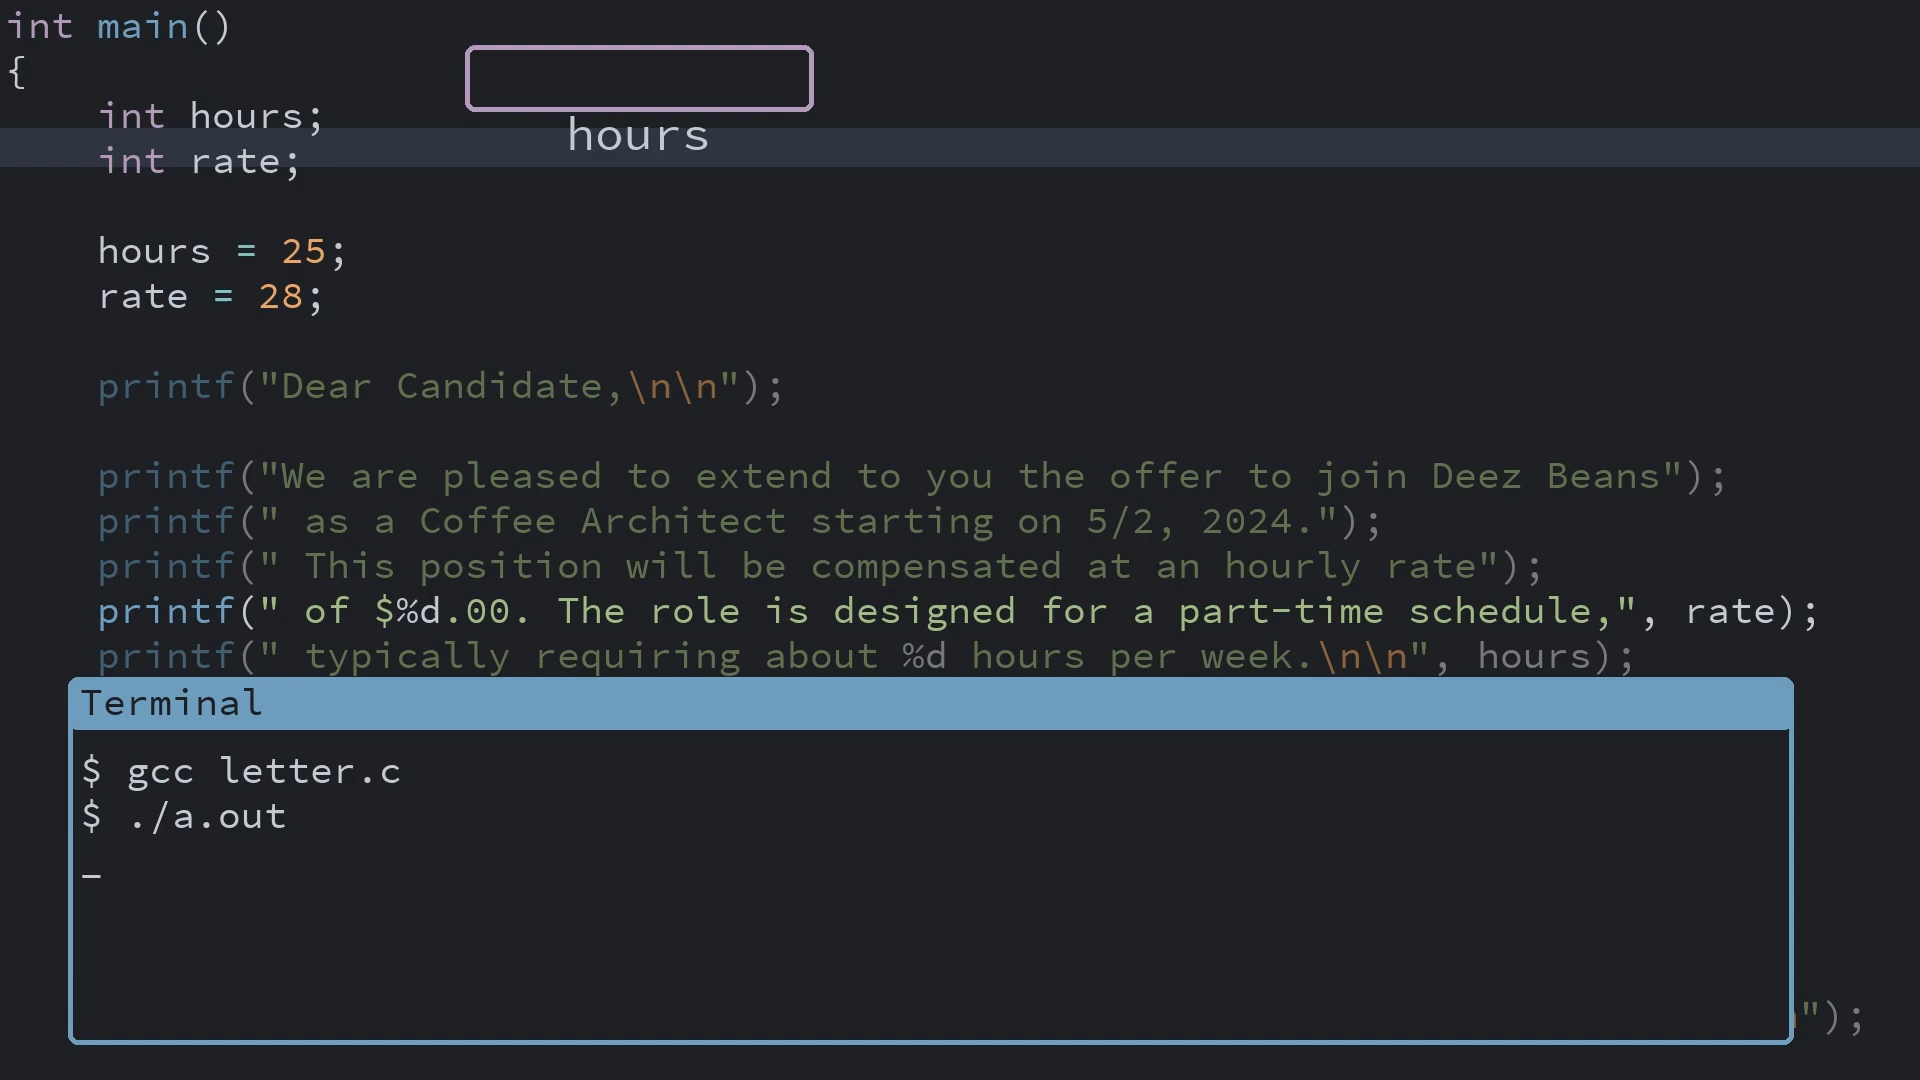 int main()
{
int hours;
hours
int rate;
hours = 25;
rate = 28;
printf("Dear Candidate,\n\n");
printf("We are pleased to extend to you the offer to join Deez Beans");
printf(" as a Coffee Architect starting on 5/2, 2024.");
printf(" This position will be compensated at an hourly rate");
printf(" of $%d.00. The role is designed for a part-time schedule,", rate);
printf(" typically requiring about %d hours per week.\n\n", hours);
Terminal
$ gcc letter.c
$ ./a.out
_
");